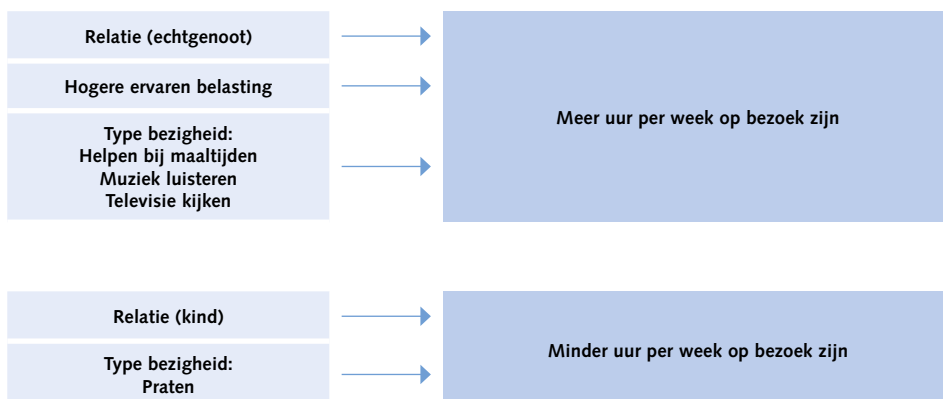 Relatie (echtgenoot)
Hogere ervaren belasting
Type bezigheid:
Helpen bij maaltijden
Muziek luisteren
Televisie kijken
Meer uur per week op bezoek zijn
Relatie (kind)
Type bezigheid:
Praten
Minder uur per week op bezoek zijn